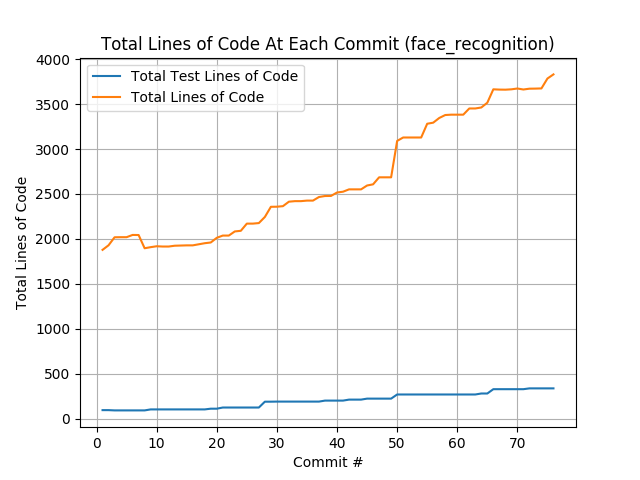 Total Lines of Code At Each Commit (face_recognition)
Total Test Lines of Code
Total Lines of Code
Total Lines of Code
4000
3500
3000
2500
2000
1500
1000
500
0
0 10 20 30 40 50 60 70
Commit #